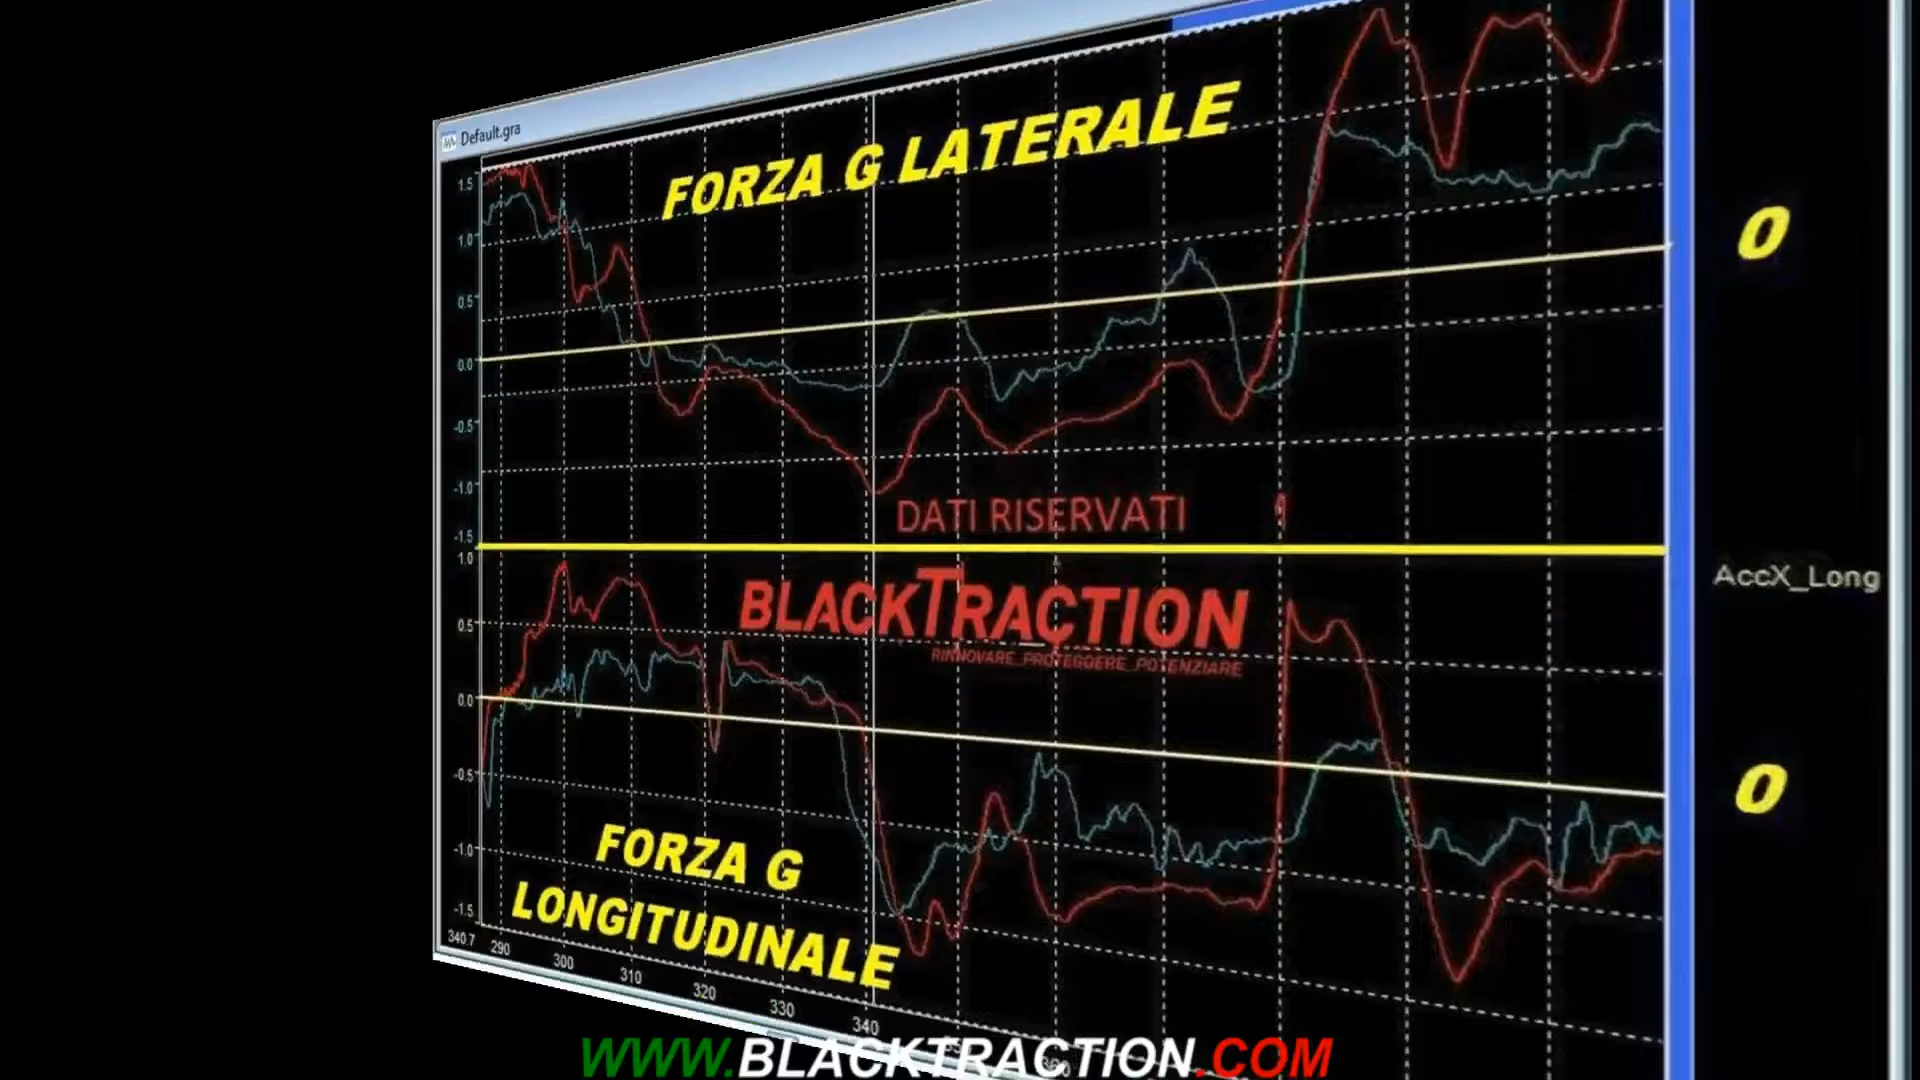 Default.gra
FORZA G LATERALE
1.5
1.0
0.5
0.0
-0.5
-1.0
-1.5
0
DATI RISERVATI
BLACKTRACTION
RINNOVARE_PROTEGGERE_POTENZIARE
AccX_Long
1.0
0.5
0.0
-0.5
-1.0
-1.5
0
FORZA G
LONGITUDINALE
340.7 290 300 310 320 330 340
WWW.BLACKTRACTION.COM